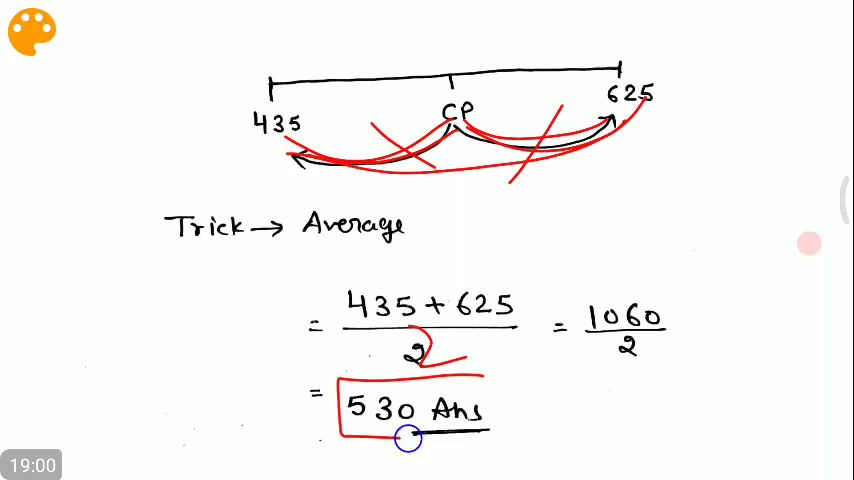 435 CP 625
Trick → Average
= 435 + 625 / 2 = 1060 / 2
= 530 Ans
19:00